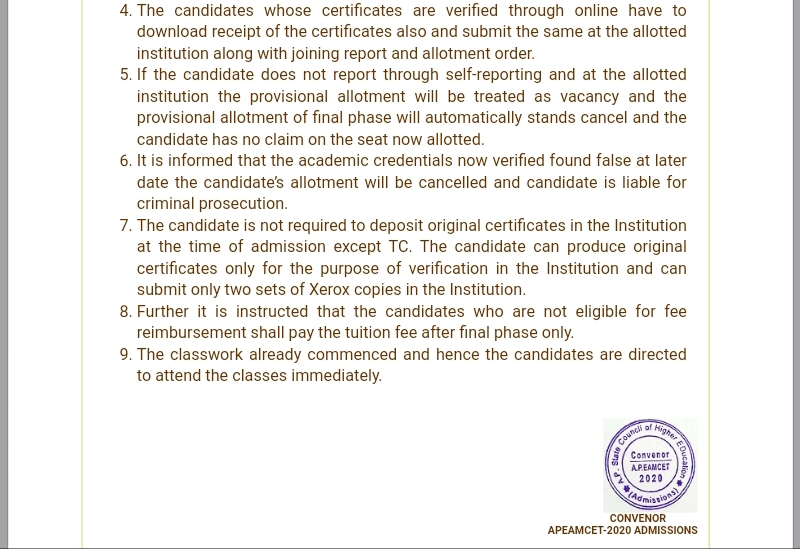 4. The candidates whose certificates are verified through online have to
download receipt of the certificates also and submit the same at the allotted
institution along with joining report and allotment order.
5. If the candidate does not report through self-reporting and at the allotted
institution the provisional allotment will be treated as vacancy and the
provisional allotment of final phase will automatically stands cancel and the
candidate has no claim on the seat now allotted.
6. It is informed that the academic credentials now verified found false at later
date the candidate's allotment will be cancelled and candidate is liable for
criminal prosecution.
7. The candidate is not required to deposit original certificates in the Institution
at the time of admission except TC. The candidate can produce original
certificates only for the purpose of verification in the Institution and can
submit only two sets of Xerox copies in the Institution.
8. Further it is instructed that the candidates who are not eligible for fee
reimbursement shall pay the tuition fee after final phase only.
9. The classwork already commenced and hence the candidates are directed
to attend the classes immediately.
A.P. State Council of Higher Education
Convenor
A.P.EAMCET
2020
(Admissions)
CONVENOR
APEAMCET-2020 ADMISSIONS